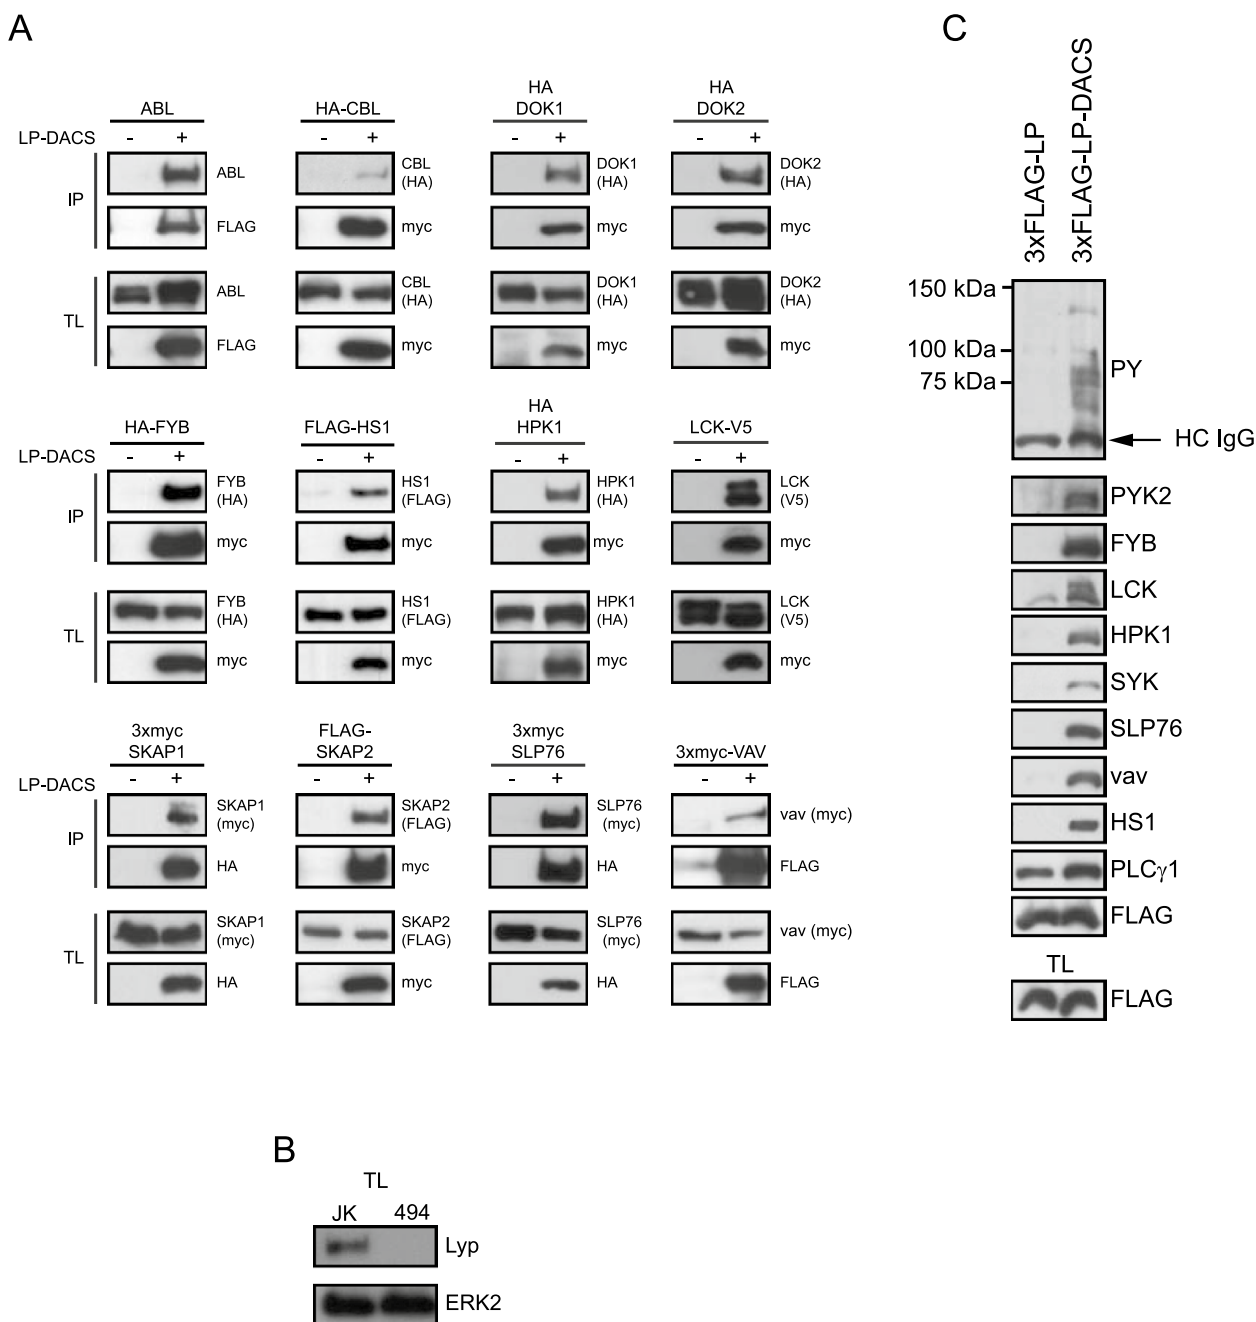 A
ABL
HA-CBL
HA
DOK1
HA
DOK2
LP-DACS - + - + - + - +
IP
ABL
CBL
(HA)
DOK1
(HA)
DOK2
(HA)
FLAG
myc
myc
myc
TL
ABL
CBL
(HA)
DOK1
(HA)
DOK2
(HA)
FLAG
myc
myc
myc
HA-FYB
FLAG-HS1
HA
HPK1
LCK-V5
LP-DACS - + - + - + - +
IP
FYB
(HA)
HS1
(FLAG)
HPK1
(HA)
LCK
(V5)
myc
myc
myc
myc
TL
FYB
(HA)
HS1
(FLAG)
HPK1
(HA)
LCK
(V5)
myc
myc
myc
myc
3xmyc
SKAP1
FLAG-
SKAP2
3xmyc
SLP76
3xmyc-VAV
LP-DACS - + - + - + - +
IP
SKAP1
(myc)
SKAP2
(FLAG)
SLP76
(myc)
vav (myc)
HA
myc
HA
FLAG
TL
SKAP1
(myc)
SKAP2
(FLAG)
SLP76
(myc)
vav (myc)
HA
myc
HA
FLAG
B
TL
JK 494
Lyp
ERK2
C
3xFLAG-LP
3xFLAG-LP-DACS
150 kDa
100 kDa
75 kDa
PY
HC IgG
PYK2
FYB
LCK
HPK1
SYK
SLP76
vav
HS1
PLCγ1
FLAG
TL
FLAG